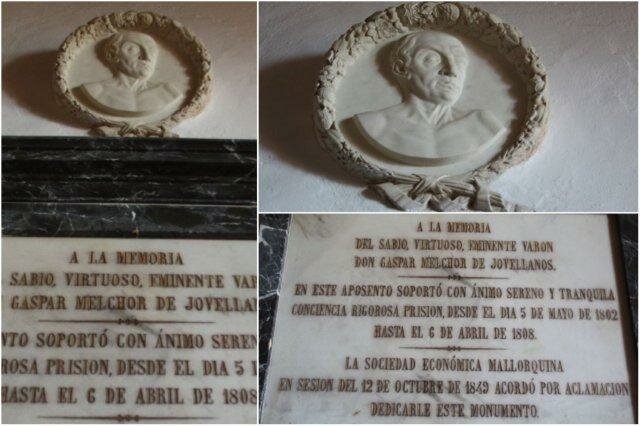 A LA MEMORIA
SABIO, VIRTUOSO, EMINENTE VARON
GASPAR MELCHOR DE JOVELLAN
NTO SOPORTÓ CON ÁNIMO SERENO
ROSA PRISION, DESDE EL DIA 5 D
HASTA EL 6 DE ABRIL DE 1808
A LA MEMORIA
DEL SABIO, VIRTUOSO, EMINENTE VARON
DON GASPAR MELCHOR DE JOVELLANOS.
EN ESTE APOSENTO SOPORTÓ CON ÁNIMO SERENO Y TRANQUILA
CONCIENCIA RIGOROSA PRISION, DESDE EL DIA 5 DE MAYO DE 1802
HASTA EL 6 DE ABRIL DE 1808.
LA SOCIEDAD ECONÓMICA MALLORQUINA
EN SESION DEL 12 DE OCTUBRE DE 1849 ACORDÓ POR ACLAMACION
DEDICARLE ESTE MONUMENTO.